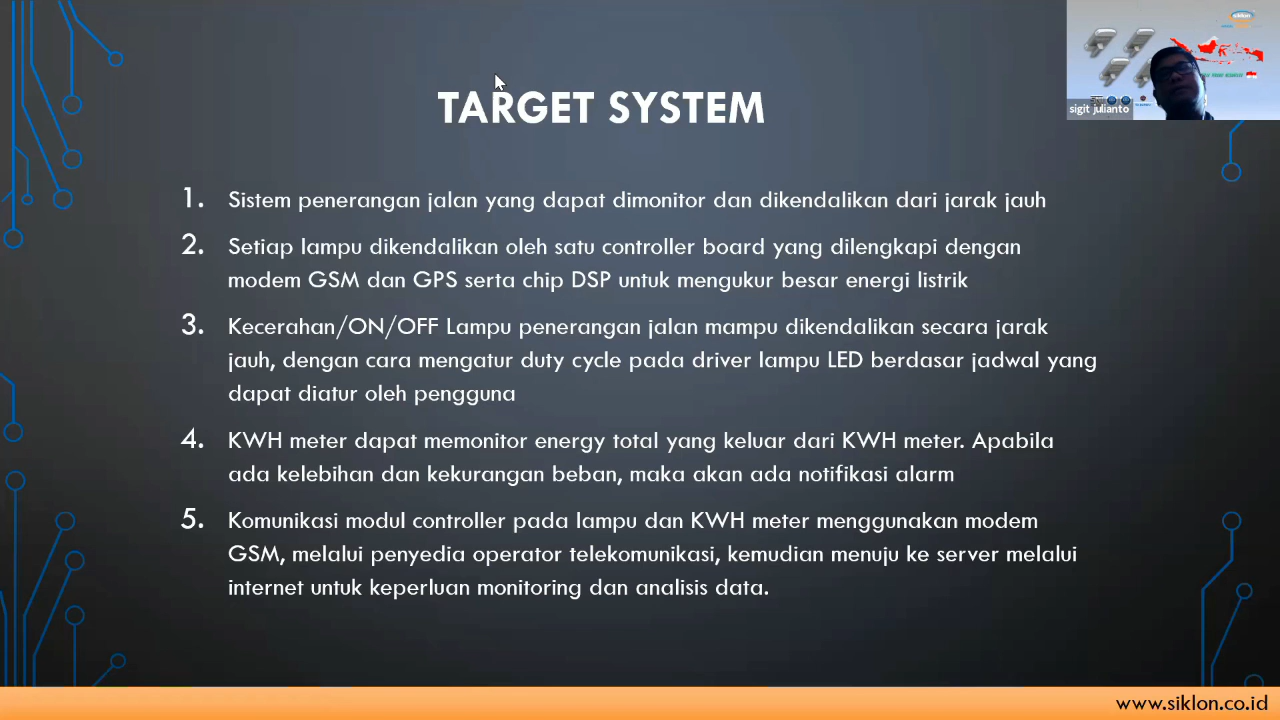 TARGET SYSTEM
sigit julianto
1. Sistem penerangan jalan yang dapat dimonitor dan dikendalikan dari jarak jauh
2. Setiap lampu dikendalikan oleh satu controller board yang dilengkapi dengan
modem GSM dan GPS serta chip DSP untuk mengukur besar energi listrik
3. Kecerahan/ON/OFF Lampu penerangan jalan mampu dikendalikan secara jarak
jauh, dengan cara mengatur duty cycle pada driver lampu LED berdasar jadwal yang
dapat diatur oleh pengguna
4. KWH meter dapat memonitor energy total yang keluar dari KWH meter. Apabila
ada kelebihan dan kekurangan beban, maka akan ada notifikasi alarm
5. Komunikasi modul controller pada lampu dan KWH meter menggunakan modem
GSM, melalui penyedia operator telekomunikasi, kemudian menuju ke server melalui
internet untuk keperluan monitoring dan analisis data.
www.siklon.co.id